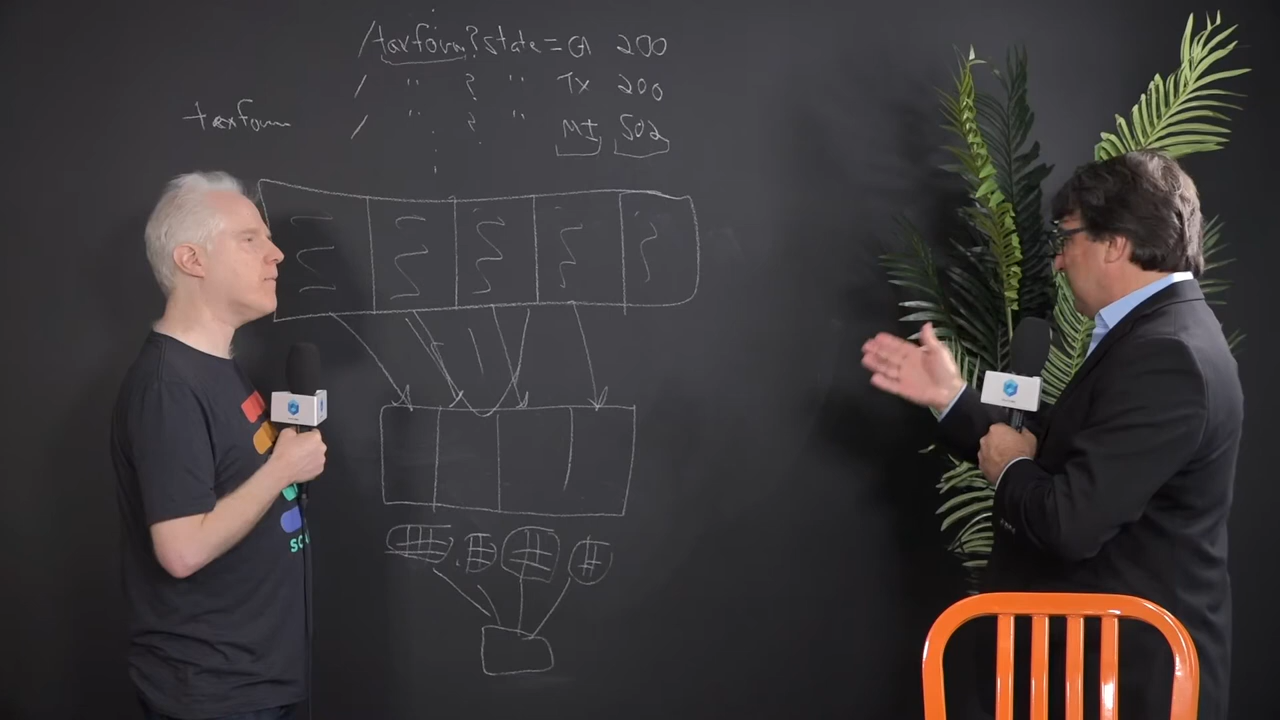 /taxform?state=GA 200
/ " ? " TX 200
/ " ? " MI 502
taxform